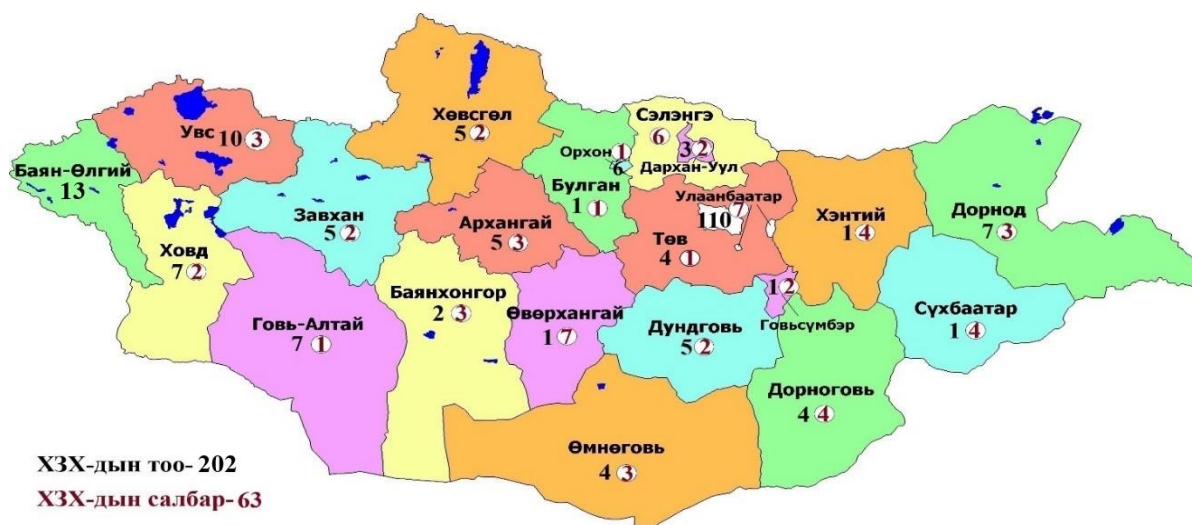 Хөвсгөл
5 2
Сэлэнгэ
6
Увс 10 3
Орхон 1
6
3 2
Дархан-Уул
Баян-Өлгий
13
Булган
1 1
Улаанбаатар
110 7
Завхан
5 2
Архангай
5 3
Хэнтий
1 4
Дорнод
7 3
Төв
4 1
Ховд
7 2
Баянхонгор
2 3
1 2
Говьсүмбэр
Өвөрхангай
1 7
Сүхбаатар
1 4
Говь-Алтай
7 1
Дундговь
5 2
Дорноговь
4 4
Өмнөговь
4 3
ХЗХ-дын тоо- 202
ХЗХ-дын салбар- 63